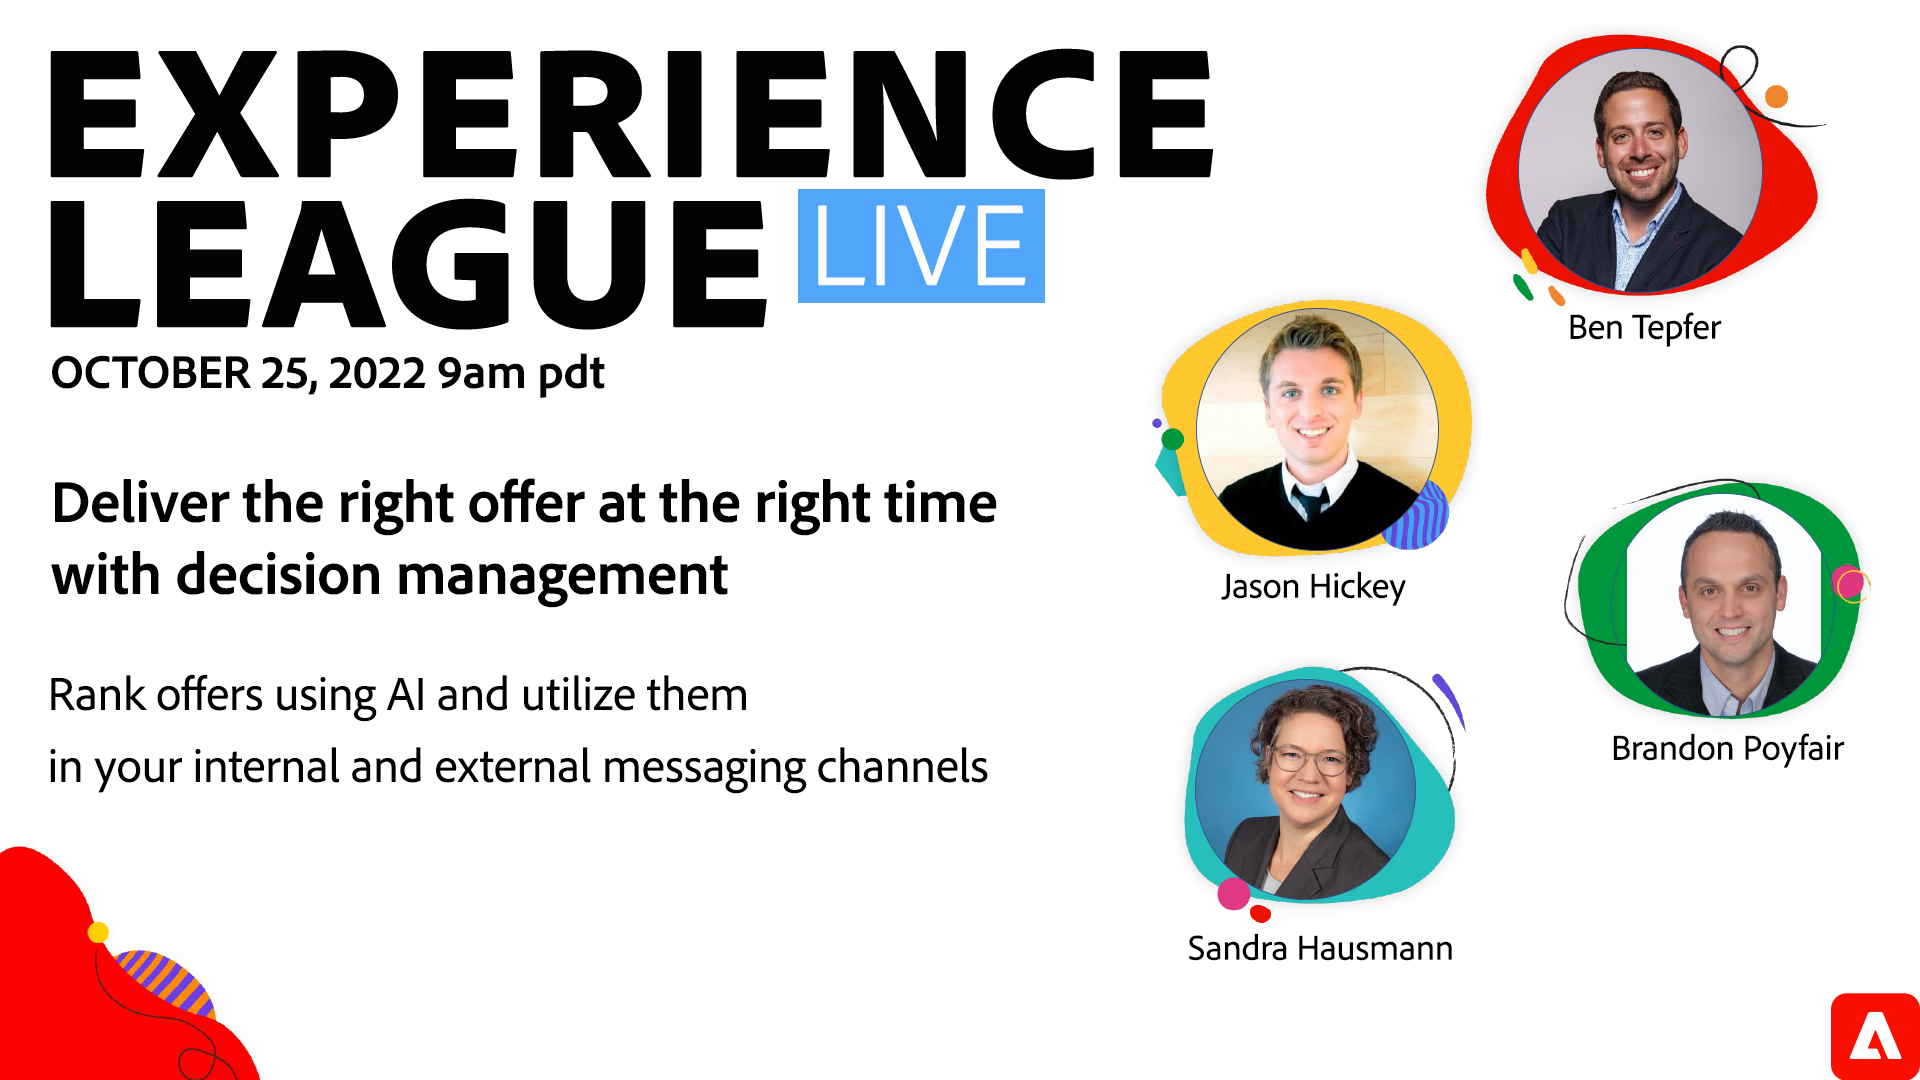 EXPERIENCE
LEAGUE LIVE
OCTOBER 25, 2022 9am pdt
Deliver the right offer at the right time
with decision management
Rank offers using AI and utilize them
in your internal and external messaging channels
Ben Tepfer
Jason Hickey
Brandon Poyfair
Sandra Hausmann